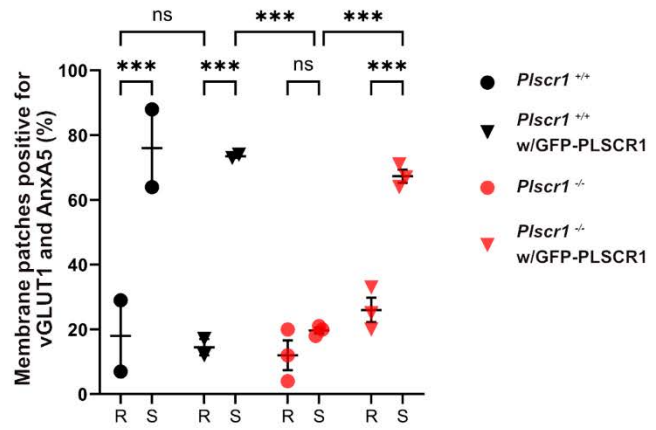 ns
***
***
***
***
ns
***
Membrane patches positive for
vGLUT1 and AnxA5 (%)
100
80
60
40
20
0
R
S
R
S
R
S
R
S
Plscr1 +/+
Plscr1 +/+
w/GFP-PLSCR1
Plscr1 -/-
Plscr1 -/-
w/GFP-PLSCR1